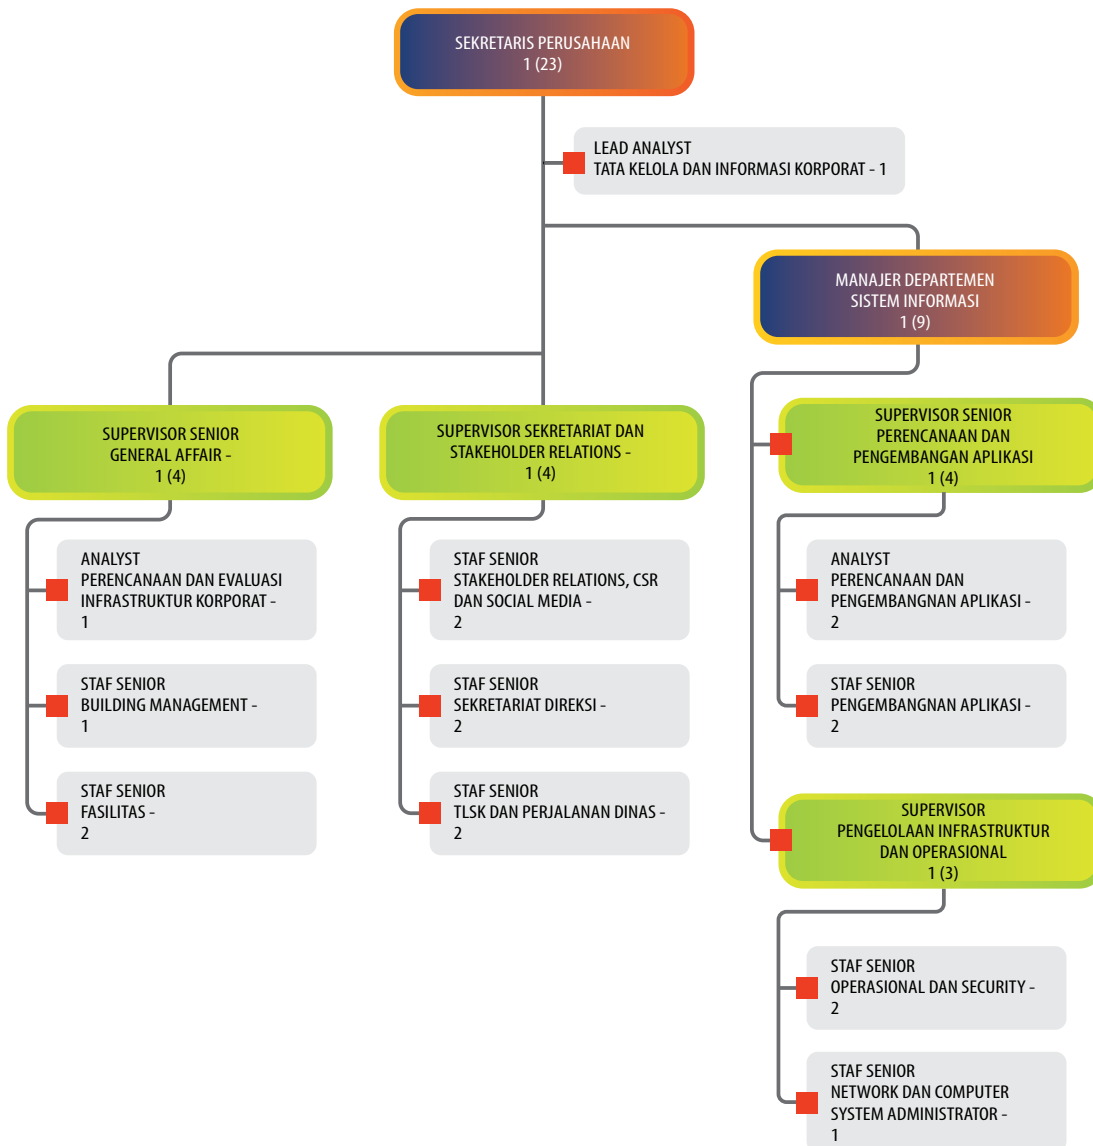 SEKRETARIS PERUSAHAAN
1 (23)
LEAD ANALYST
TATA KELOLA DAN INFORMASI KORPORAT - 1
MANAJER DEPARTEMEN
SISTEM INFORMASI
1 (9)
SUPERVISOR SENIOR
GENERAL AFFAIR -
1 (4)
ANALYST
PERENCANAAN DAN EVALUASI
INFRASTRUKTUR KORPORAT -
1
STAF SENIOR
BUILDING MANAGEMENT -
1
STAF SENIOR
FASILITAS -
2
SUPERVISOR SEKRETARIAT DAN
STAKEHOLDER RELATIONS -
1 (4)
STAF SENIOR
STAKEHOLDER RELATIONS, CSR
DAN SOCIAL MEDIA -
2
STAF SENIOR
SEKRETARIAT DIREKSI -
2
STAF SENIOR
TLSK DAN PERJALANAN DINAS -
2
SUPERVISOR SENIOR
PERENCANAAN DAN
PENGEMBANGAN APLIKASI
1 (4)
ANALYST
PERENCANAAN DAN
PENGEMBANGNAN APLIKASI -
2
STAF SENIOR
PENGEMBANGNAN APLIKASI -
2
SUPERVISOR
PENGELOLAAN INFRASTRUKTUR
DAN OPERASIONAL
1 (3)
STAF SENIOR
OPERASIONAL DAN SECURITY -
2
STAF SENIOR
NETWORK DAN COMPUTER
SYSTEM ADMINISTRATOR -
1